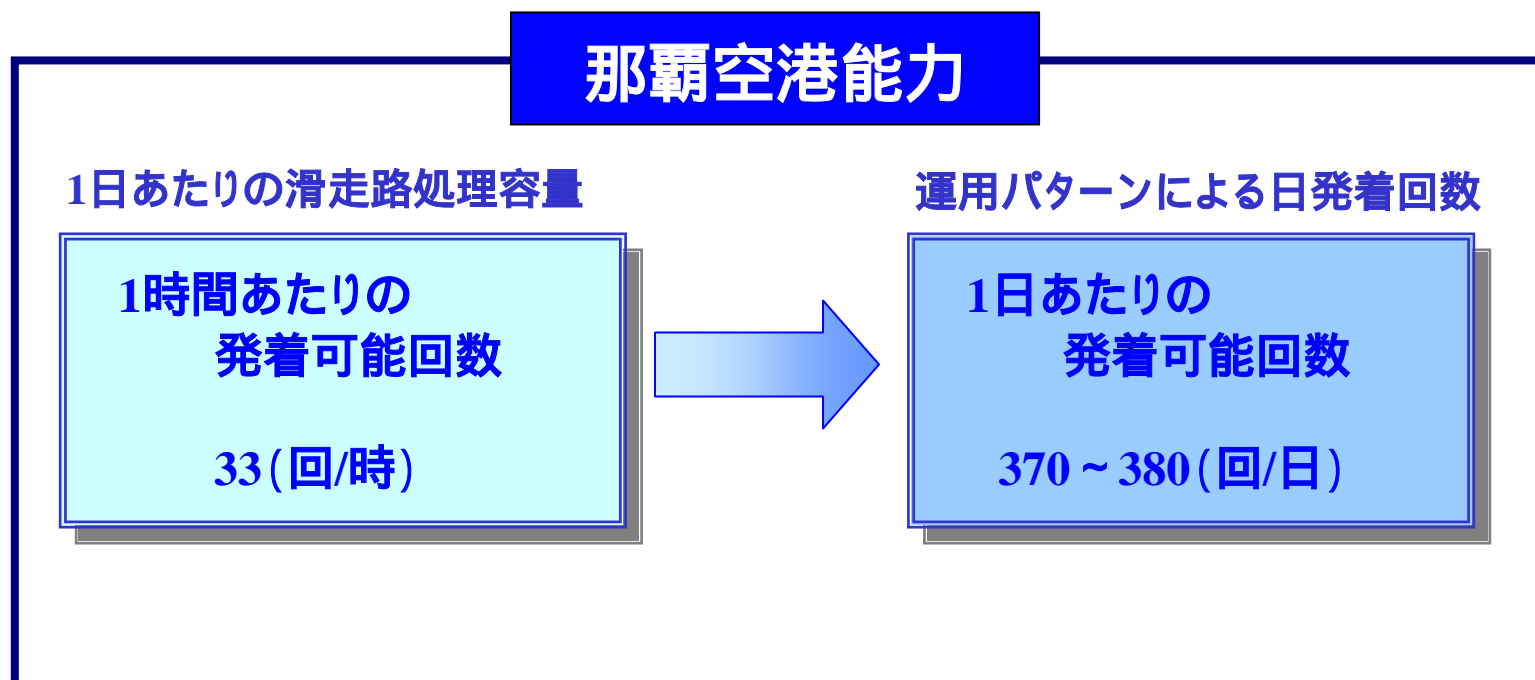 那覇空港能力
1日あたりの滑走路処理容量
1時間あたりの
発着可能回数
33(回/時)
運用パターンによる日発着回数
1日あたりの
発着可能回数
370~380(回/日)